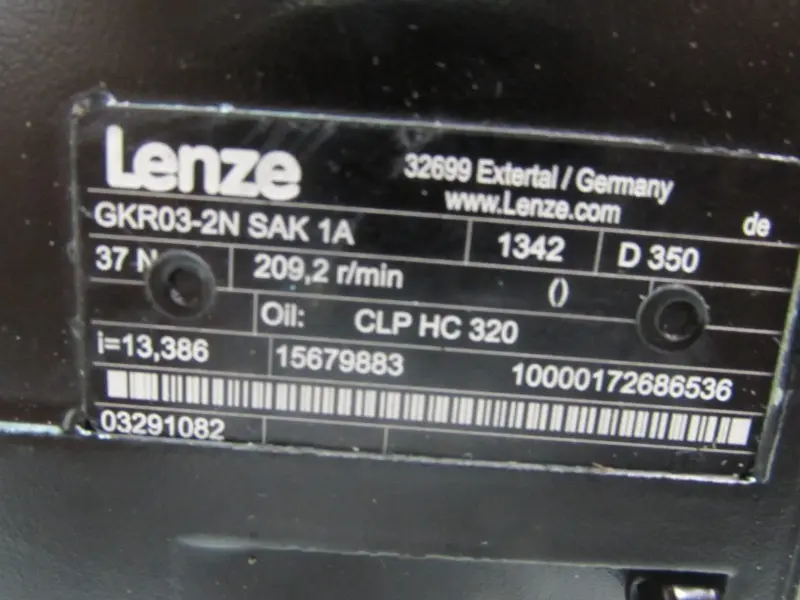 Lenze
32699 Extertal / Germany
www.Lenze.com
de
GKR03-2N SAK 1A 1342 D 350
37 N 209,2 r/min ()
Oil: CLP HC 320
i=13,386 15679883 10000172686536
03291082